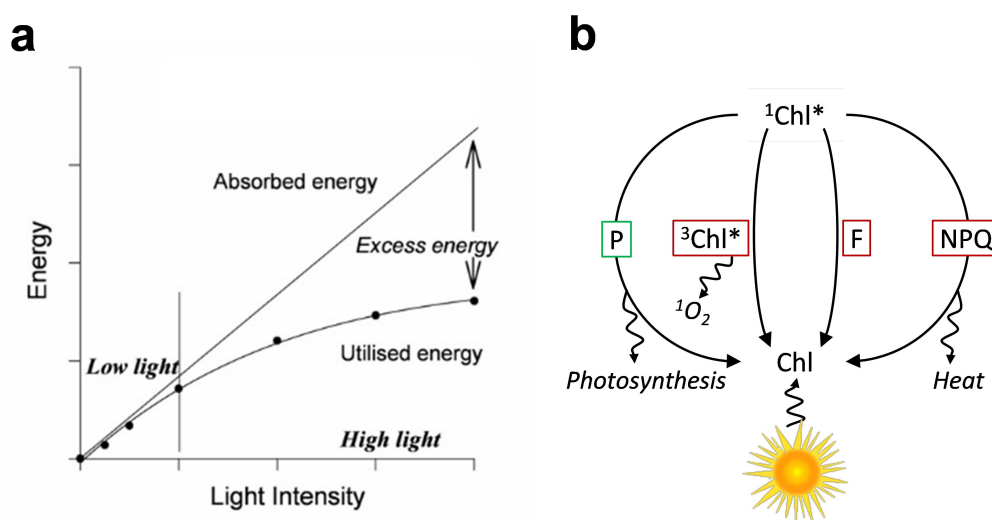 a
Absorbed energy
Excess energy
Energy
Utilised energy
Low light
High light
Light Intensity
b
¹Chl*
P
³Chl*
F
NPQ
¹O₂
Chl
Photosynthesis
Heat